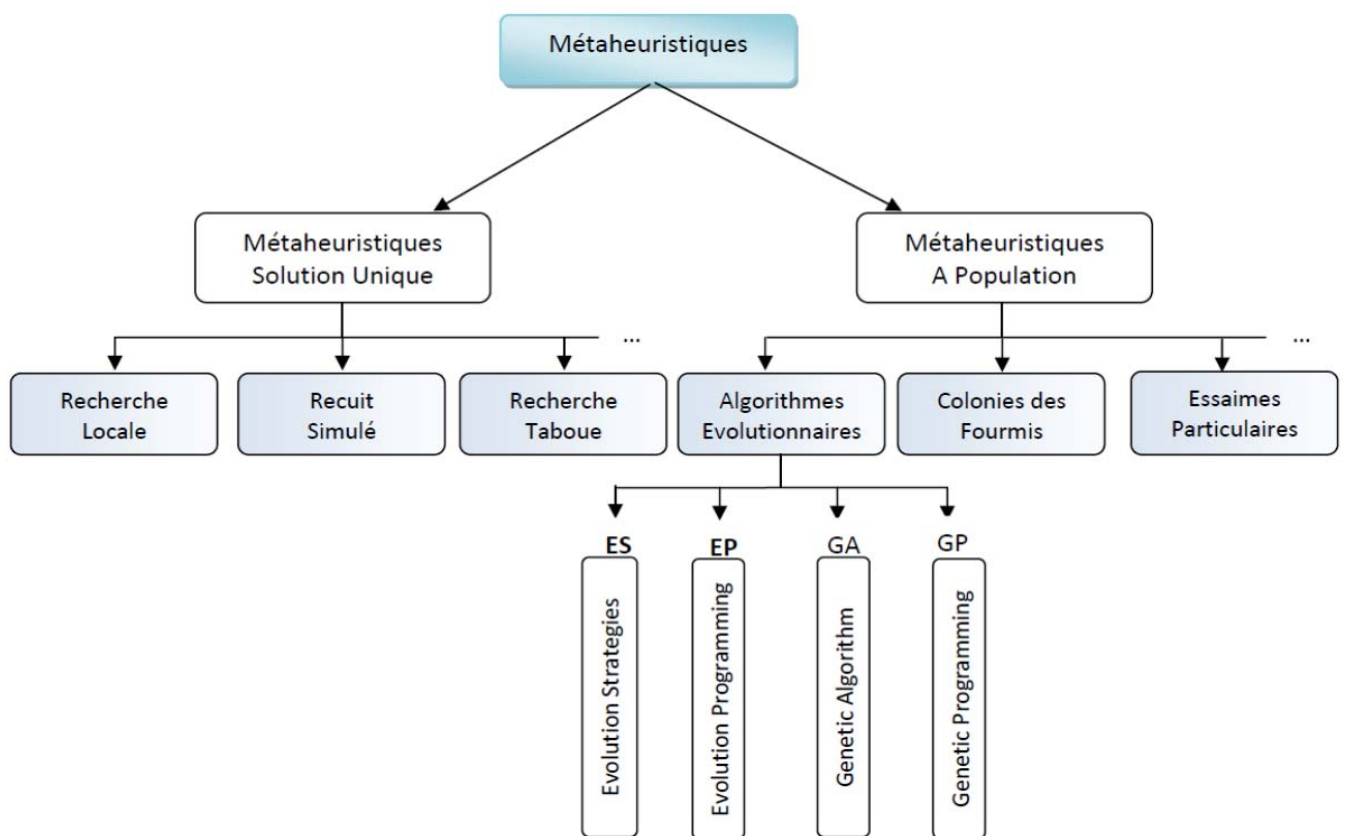 Métaheuristiques
Métaheuristiques
Solution Unique
Métaheuristiques
A Population
...
...
Recherche
Locale
Recuit
Simulé
Recherche
Taboue
Algorithmes
Evolutionnaires
Colonies des
Fourmis
Essaimes
Particulaires
ES
EP
GA
GP
Evolution Strategies
Evolution Programming
Genetic Algorithm
Genetic Programming